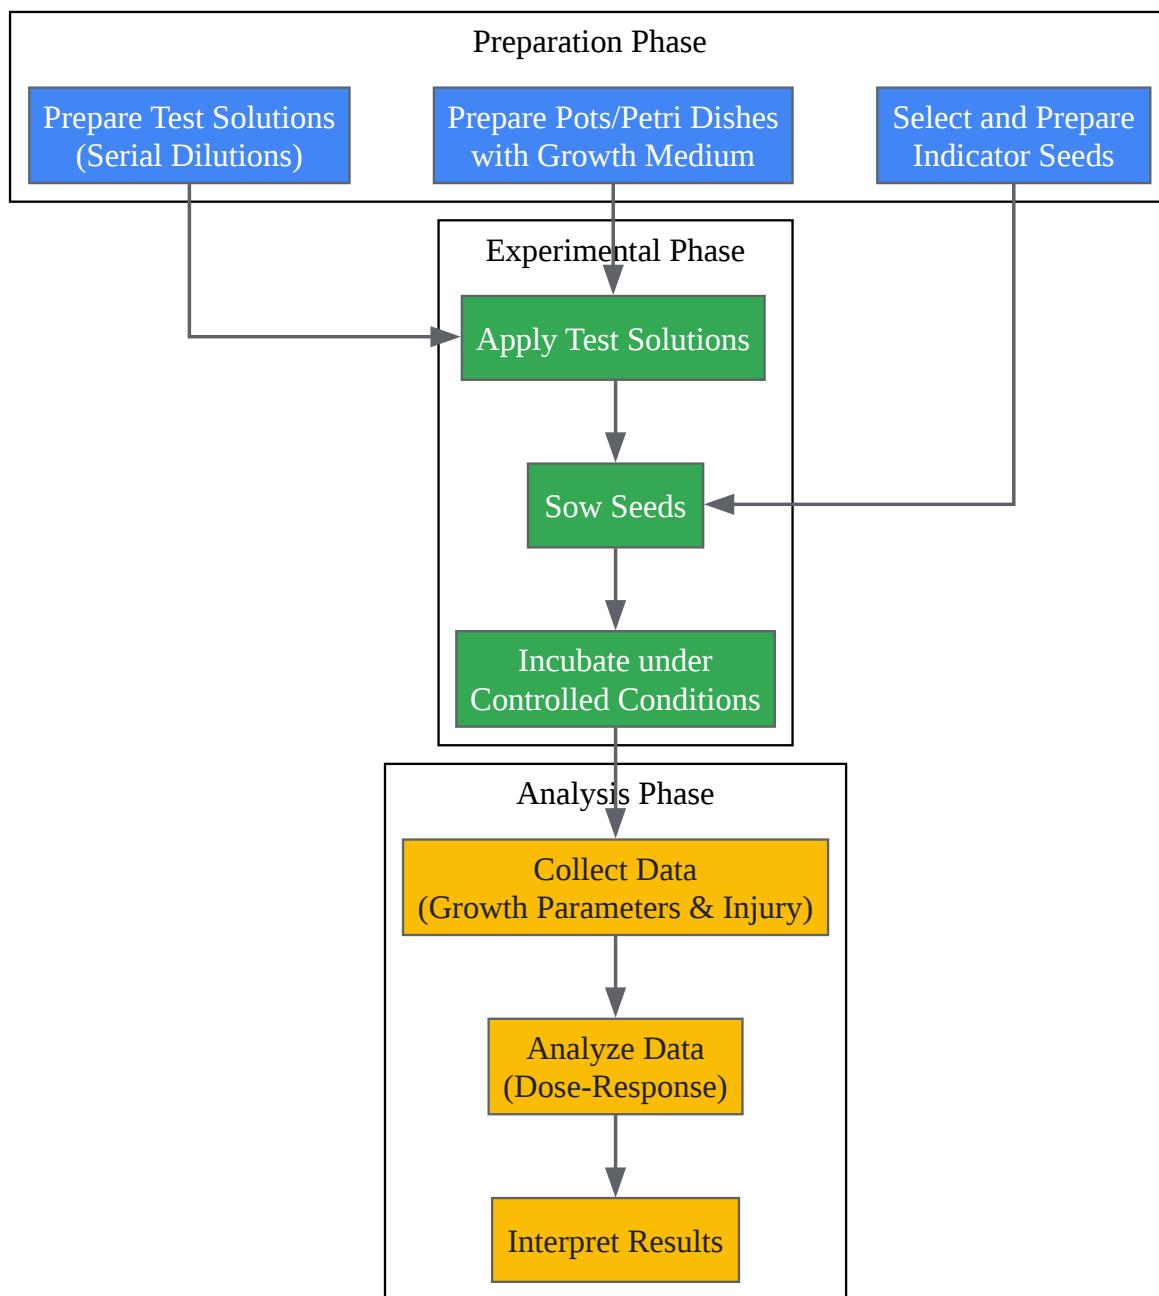 Preparation Phase
Prepare Test Solutions
(Serial Dilutions)
Prepare Pots/Petri Dishes
with Growth Medium
Select and Prepare
Indicator Seeds
Experimental Phase
Apply Test Solutions
Sow Seeds
Incubate under
Controlled Conditions
Analysis Phase
Collect Data
(Growth Parameters & Injury)
Analyze Data
(Dose-Response)
Interpret Results